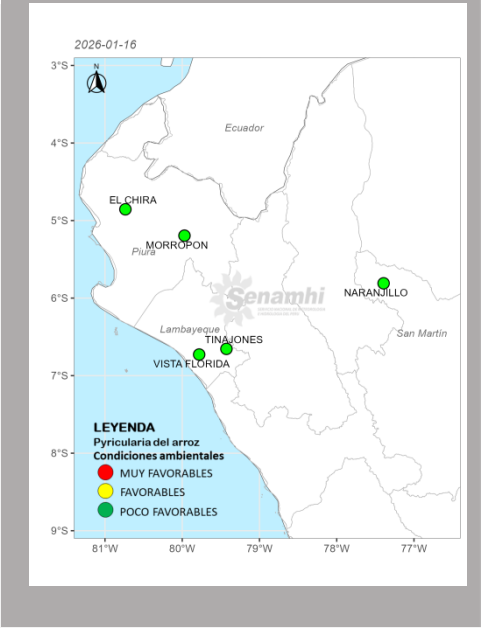 2026-01-16
3°S
N
4°S
Ecuador
EL CHIRA
5°S
MORROPON
Piura
Senamhi
6°S
NARANJILLO
Lambayeque
San Martín
TINAJONES
VISTA FLORIDA
7°S
LEYENDA
Pyricularia del arroz
Condiciones ambientales
8°S
MUY FAVORABLES
FAVORABLES
POCO FAVORABLES
9°S
81°W 80°W 79°W 78°W 77°W